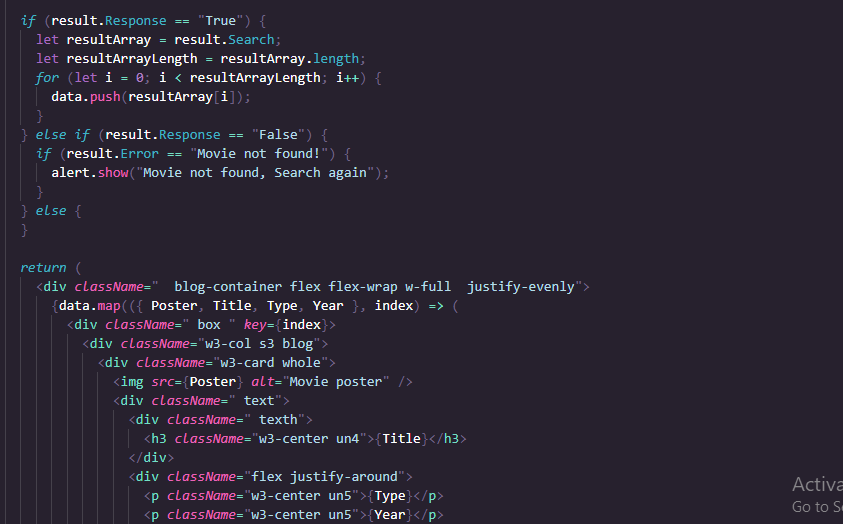 if (result.Response == "True") {
let resultArray = result.Search;
let resultArrayLength = resultArray.length;
for (let i = 0; i < resultArrayLength; i++) {
data.push(resultArray[i]);
}
} else if (result.Response == "False") {
if (result.Error == "Movie not found!") {
alert.show("Movie not found, Search again");
}
} else {
}
return (
<div className="  blog-container flex flex-wrap w-full  justify-evenly">
{data.map(({ Poster, Title, Type, Year }, index) => (
<div className=" box " key={index}>
<div className="w3-col s3 blog">
<div className="w3-card whole">
<img src={Poster} alt="Movie poster" />
<div className=" text">
<div className=" texth">
<h3 className="w3-center un4">{Title}</h3>
</div>
<div className="flex justify-around">
<p className="w3-center un5">{Type}</p>
<p className="w3-center un5">{Year}</p>
Activa
Go to S